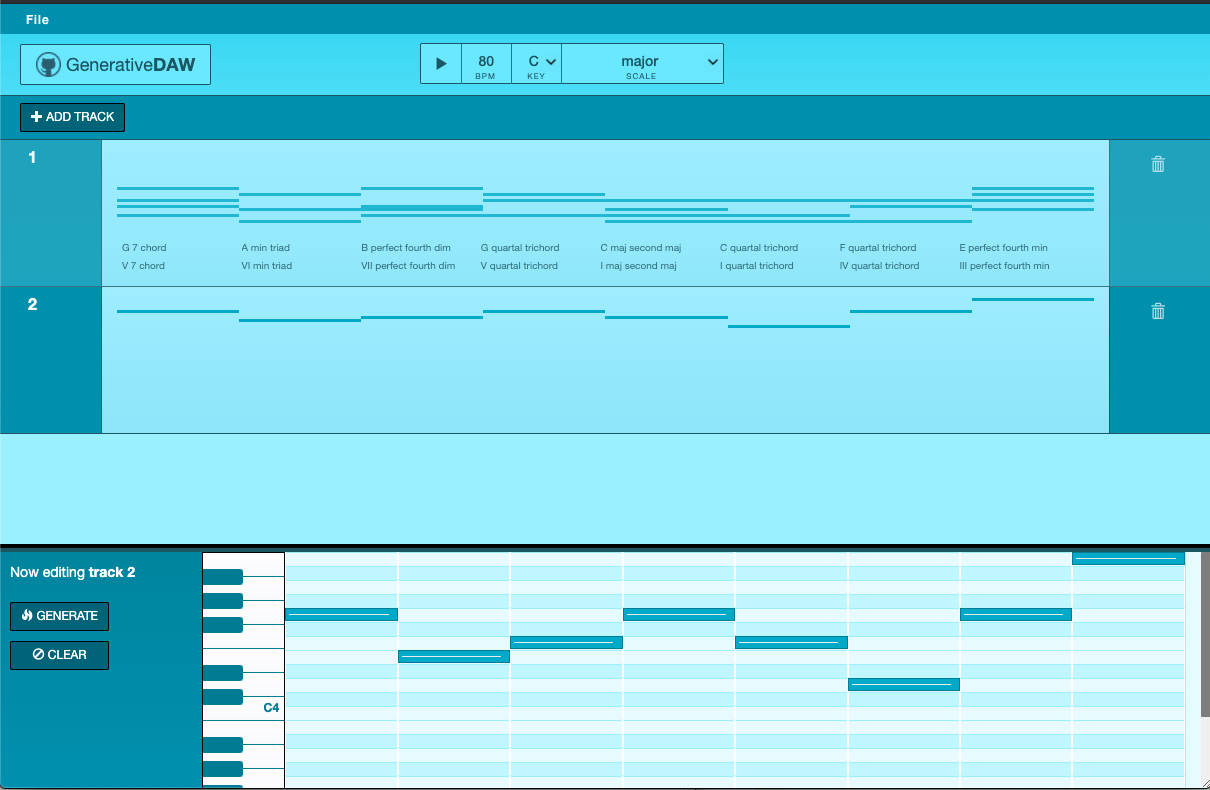 File
GenerativeDAW
80
BPM
C
KEY
major
SCALE
ADD TRACK
1
G 7 chord
A min triad
B perfect fourth dim
G quartal trichord
C maj second maj
C quartal trichord
F quartal trichord
E perfect fourth min
V 7 chord
VI min triad
VII perfect fourth dim
V quartal trichord
I maj second maj
I quartal trichord
IV quartal trichord
III perfect fourth min
2
Now editing track 2
GENERATE
CLEAR
C4